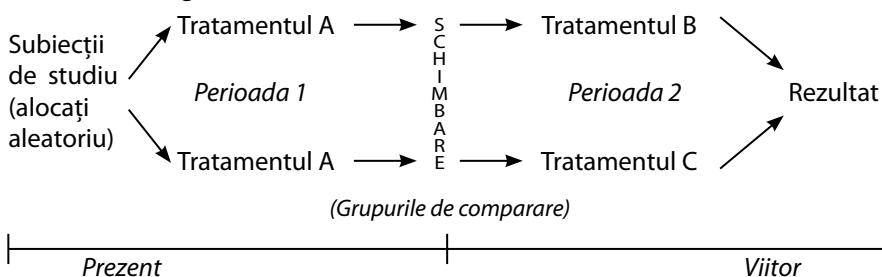 Tratamentul A
Tratamentul B
Subiecții
de studiu
(alocați
aleatoriu)
Perioada 1
SCHIMBARE
Perioada 2
Rezultat
Tratamentul A
Tratamentul C
(Grupurile de comparare)
Prezent
Viitor